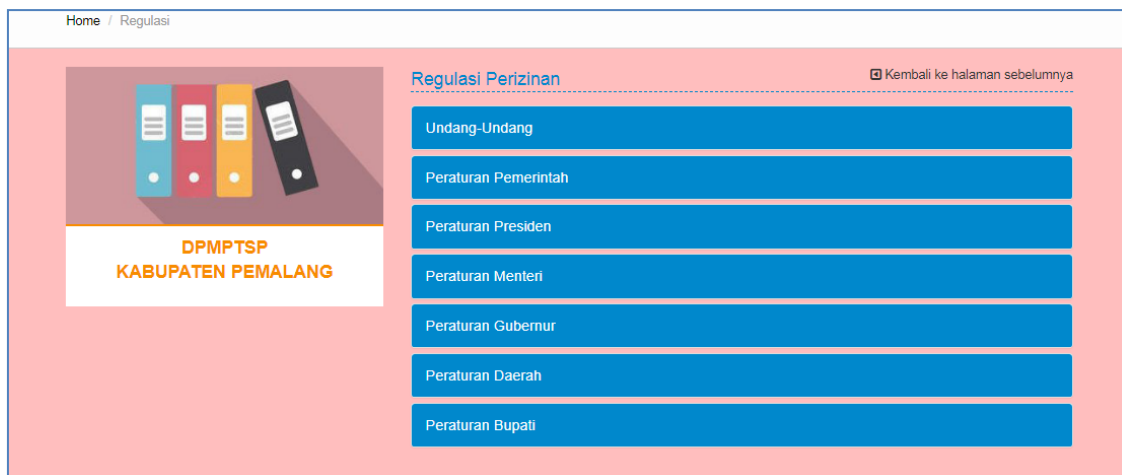 Home / Regulasi
DPMPTSP
KABUPATEN PEMALANG
Regulasi Perizinan
Kembali ke halaman sebelumnya
Undang-Undang
Peraturan Pemerintah
Peraturan Presiden
Peraturan Menteri
Peraturan Gubernur
Peraturan Daerah
Peraturan Bupati